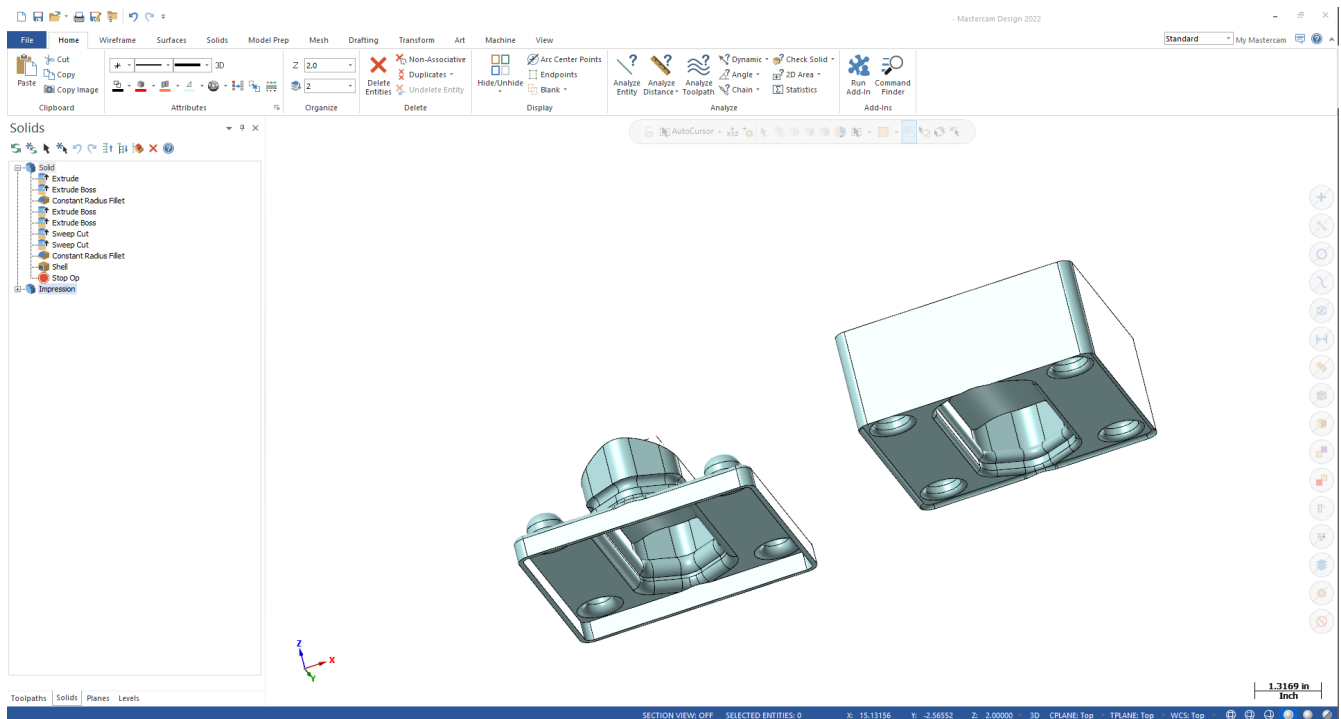 - Mastercam Design 2022
File Home Wireframe Surfaces Solids Model Prep Mesh Drafting Transform Art Machine View
Standard My Mastercam
Paste Cut Copy Copy Image
Clipboard
3D
Attributes
Z 2.0
2
Organize
Delete Entities Non-Associative Duplicates Undelete Entity
Delete
Hide/Unhide Arc Center Points Endpoints Blank
Display
Analyze Entity Analyze Distance Analyze Toolpath Dynamic Angle Chain Check Solid 2D Area Statistics
Analyze
Run Add-In Command Finder
Add-Ins
Solids
AutoCursor
Solid
Extrude
Extrude Boss
Constant Radius Fillet
Extrude Boss
Extrude Boss
Sweep Cut
Sweep Cut
Constant Radius Fillet
Shell
Stop Op
Impression
Z
X
Y
1.3169 in
Inch
Toolpaths Solids Planes Levels
SECTION VIEW: OFF SELECTED ENTITIES: 0 X: 15.13156 Y: -2.56552 Z: 2.00000 3D CPLANE: Top TPLANE: Top WCS: Top